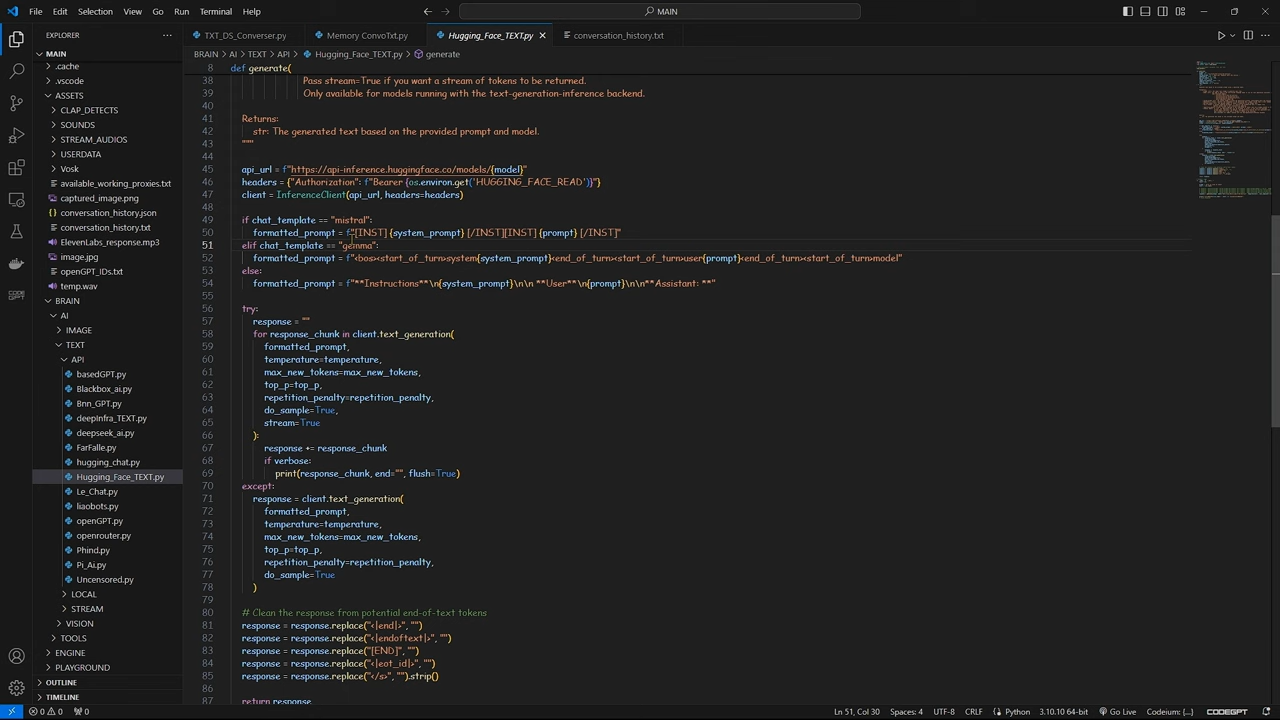 File Edit Selection View Go Run Terminal Help
MAIN
EXPLORER
MAIN
.cache
.vscode
ASSETS
CLAP_DETECTS
SOUNDS
STREAM_AUDIOS
USERDATA
Vosk
available_working_proxies.txt
captured_image.png
conversation_history.json
conversation_history.txt
ElevenLabs_response.mp3
image.jpg
openGPT_IDs.txt
temp.wav
BRAIN
AI
IMAGE
TEXT
API
basedGPT.py
Blackbox_ai.py
Bnn_GPT.py
deepInfra_TEXT.py
deepseek_ai.py
FarFalle.py
hugging_chat.py
Hugging_Face_TEXT.py
Le_Chat.py
liaobots.py
openGPT.py
openrouter.py
Phind.py
Pi_Ai.py
Uncensored.py
LOCAL
STREAM
VISION
TOOLS
ENGINE
PLAYGROUND
OUTLINE
TIMELINE
TXT_DS_Converser.py Memory ConvoTxt.py Hugging_Face_TEXT.py conversation_history.txt
BRAIN > AI > TEXT > API > Hugging_Face_TEXT.py > generate
8 def generate(
38 Pass stream=True if you want a stream of tokens to be returned.
39 Only available for models running with the text-generation-inference backend.
40
41 Returns:
42 str: The generated text based on the provided prompt and model.
43 """
44
45 api_url = f"https://api-inference.huggingface.co/models/{model}"
46 headers = {"Authorization": f"Bearer {os.environ.get('HUGGING_FACE_READ')}"}
47 client = InferenceClient(api_url, headers=headers)
48
49 if chat_template == "mistral":
50 formatted_prompt = f"[INST] {system_prompt} [/INST][INST] {prompt} [/INST]"
51 elif chat_template == "gemma":
52 formatted_prompt = f"<bos><start_of_turn>system{system_prompt}<end_of_turn><start_of_turn>user{prompt}<end_of_turn><start_of_turn>model"
53 else:
54 formatted_prompt = f"**Instructions**\n{system_prompt}\n\n **User**\n{prompt}\n\n**Assistant: **"
55
56 try:
57 response = ""
58 for response_chunk in client.text_generation(
59 formatted_prompt,
60 temperature=temperature,
61 max_new_tokens=max_new_tokens,
62 top_p=top_p,
63 repetition_penalty=repetition_penalty,
64 do_sample=True,
65 stream=True
66 ):
67 response += response_chunk
68 if verbose:
69 print(response_chunk, end="", flush=True)
70 except:
71 response = client.text_generation(
72 formatted_prompt,
73 temperature=temperature,
74 max_new_tokens=max_new_tokens,
75 top_p=top_p,
76 repetition_penalty=repetition_penalty,
77 do_sample=True
78 )
79
80 # Clean the response from potential end-of-text tokens
81 response = response.replace("<|end|>", "")
82 response = response.replace("<|endoftext|>", "")
83 response = response.replace("[END]", "")
84 response = response.replace("<|eot_id|>", "")
85 response = response.replace("</s>", "").strip()
86
87 return response
0 0 0 Ln 51, Col 30 Spaces: 4 UTF-8 CRLF Python 3.10.10 64-bit Go Live Codeium: {...} CODEGPT